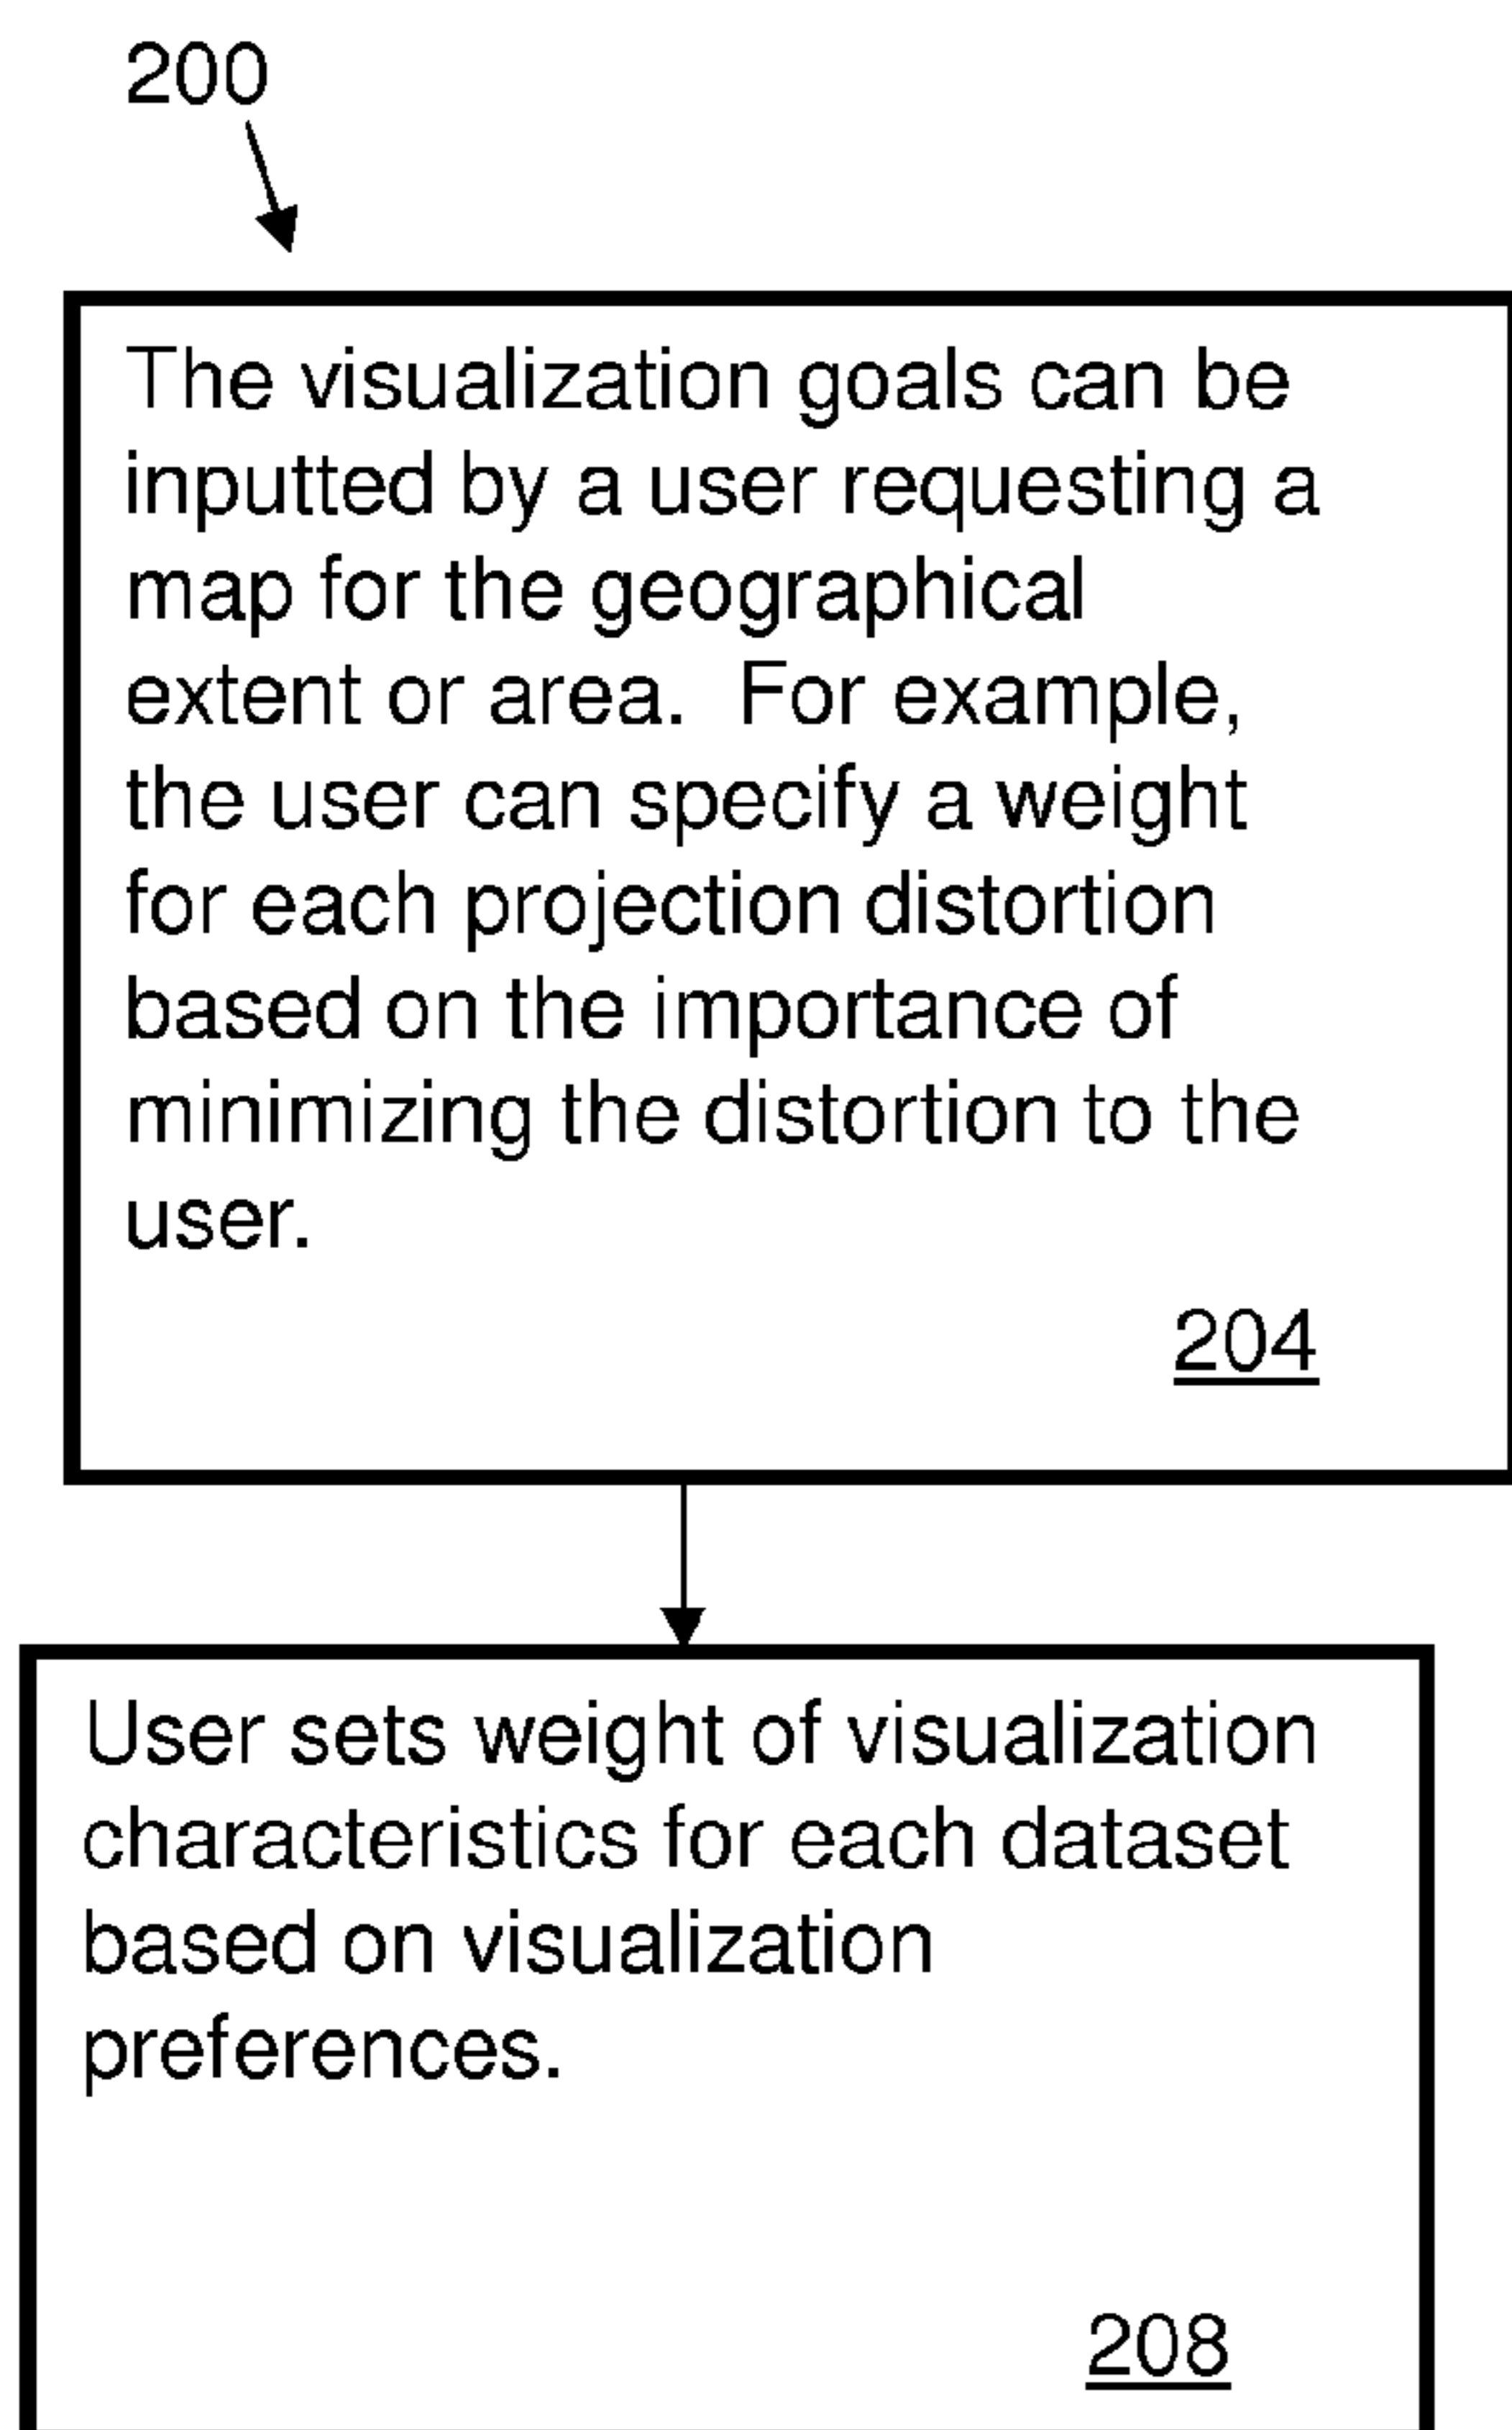 200
The visualization goals can be
inputted by a user requesting a
map for the geographical
extent or area.  For example,
the user can specify a weight
for each projection distortion
based on the importance of
minimizing the distortion to the
user.
204
User sets weight of visualization
characteristics for each dataset
based on visualization
preferences.
208